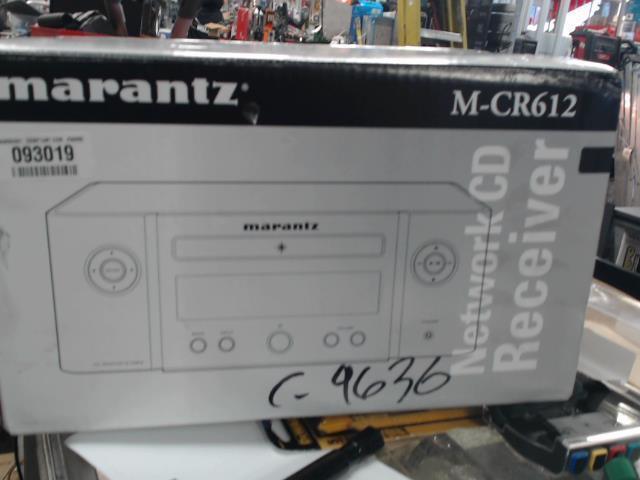 marantz
M-CR612
093019
marantz
Network CD
Receiver
C-9636